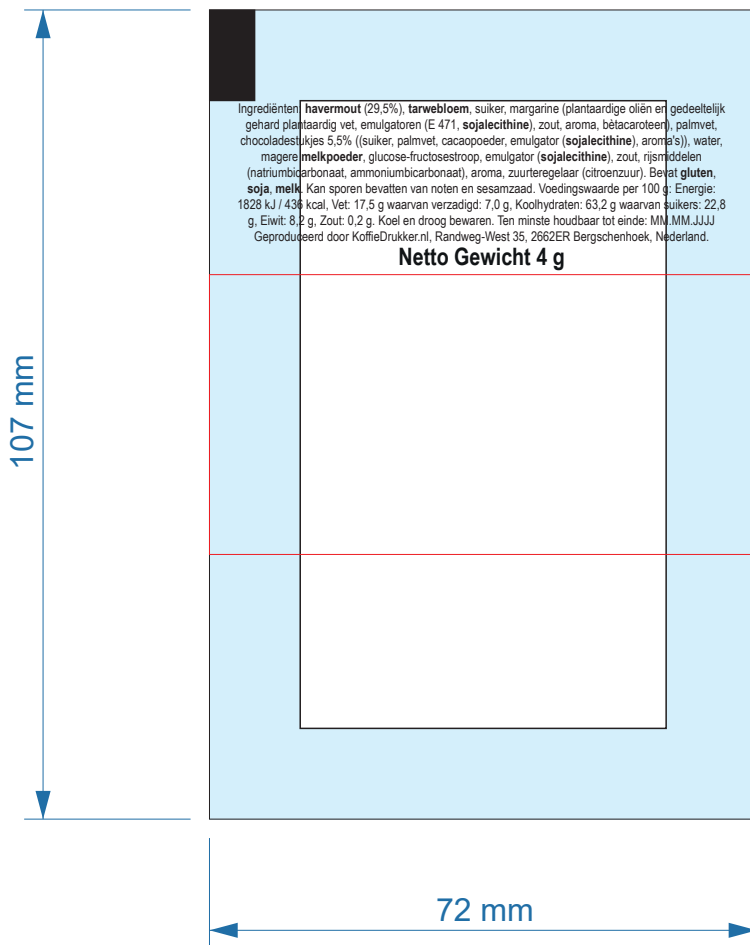 Ingrediënten: havermout (29,5%), tarwebloem, suiker, margarine (plantaardige oliën en gedeeltelijk
gehard plantaardig vet, emulgatoren (E 471, sojalecithine), zout, aroma, bètacaroteen), palmvet,
chocoladestukjes 5,5% ((suiker, palmvet, cacaopoeder, emulgator (sojalecithine), aroma's)), water,
magere melkpoeder, glucose-fructosestroop, emulgator (sojalecithine), zout, rijsmiddelen
(natriumbicarbonaat, ammoniumbicarbonaat), aroma, zuurteregelaar (citroenzuur). Bevat gluten,
soja, melk. Kan sporen bevatten van noten en sesamzaad. Voedingswaarde per 100 g: Energie:
1828 kJ / 436 kcal, Vet: 17,5 g waarvan verzadigd: 7,0 g, Koolhydraten: 63,2 g waarvan suikers: 22,8
g, Eiwit: 8,2 g, Zout: 0,2 g. Koel en droog bewaren. Ten minste houdbaar tot einde: MM.MM.JJJJ
Geproduceerd door KoffieDrukker.nl, Randweg-West 35, 2662ER Bergschenhoek, Nederland.
Netto Gewicht 4 g
107 mm
72 mm